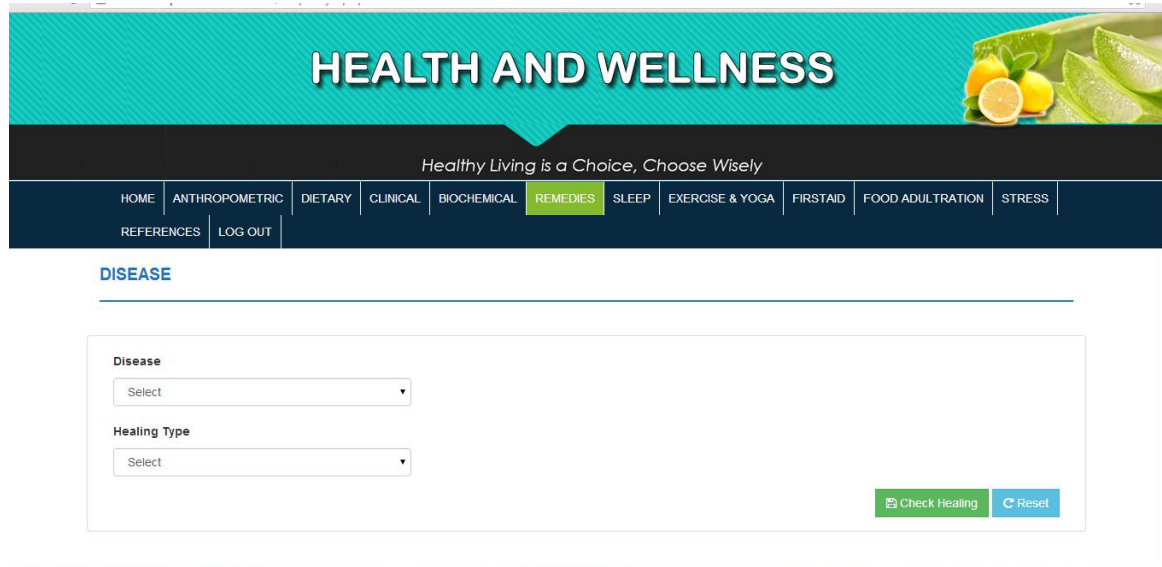 HEALTH AND WELLNESS
Healthy Living is a Choice, Choose Wisely
HOME ANTHROPOMETRIC DIETARY CLINICAL BIOCHEMICAL REMEDIES SLEEP EXERCISE & YOGA FIRSTAID FOOD ADULTRATION STRESS
REFERENCES LOG OUT
DISEASE
Disease
Select
Healing Type
Select
Check Healing Reset